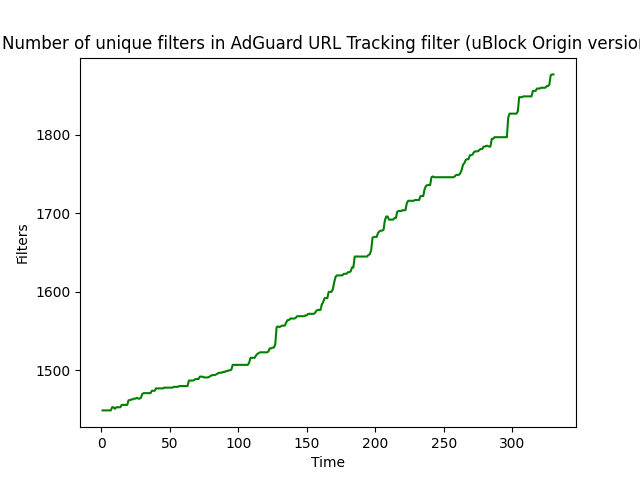 Number of unique filters in AdGuard URL Tracking filter (uBlock Origin version
1800
1700
1600
1500
Filters
0 50 100 150 200 250 300
Time